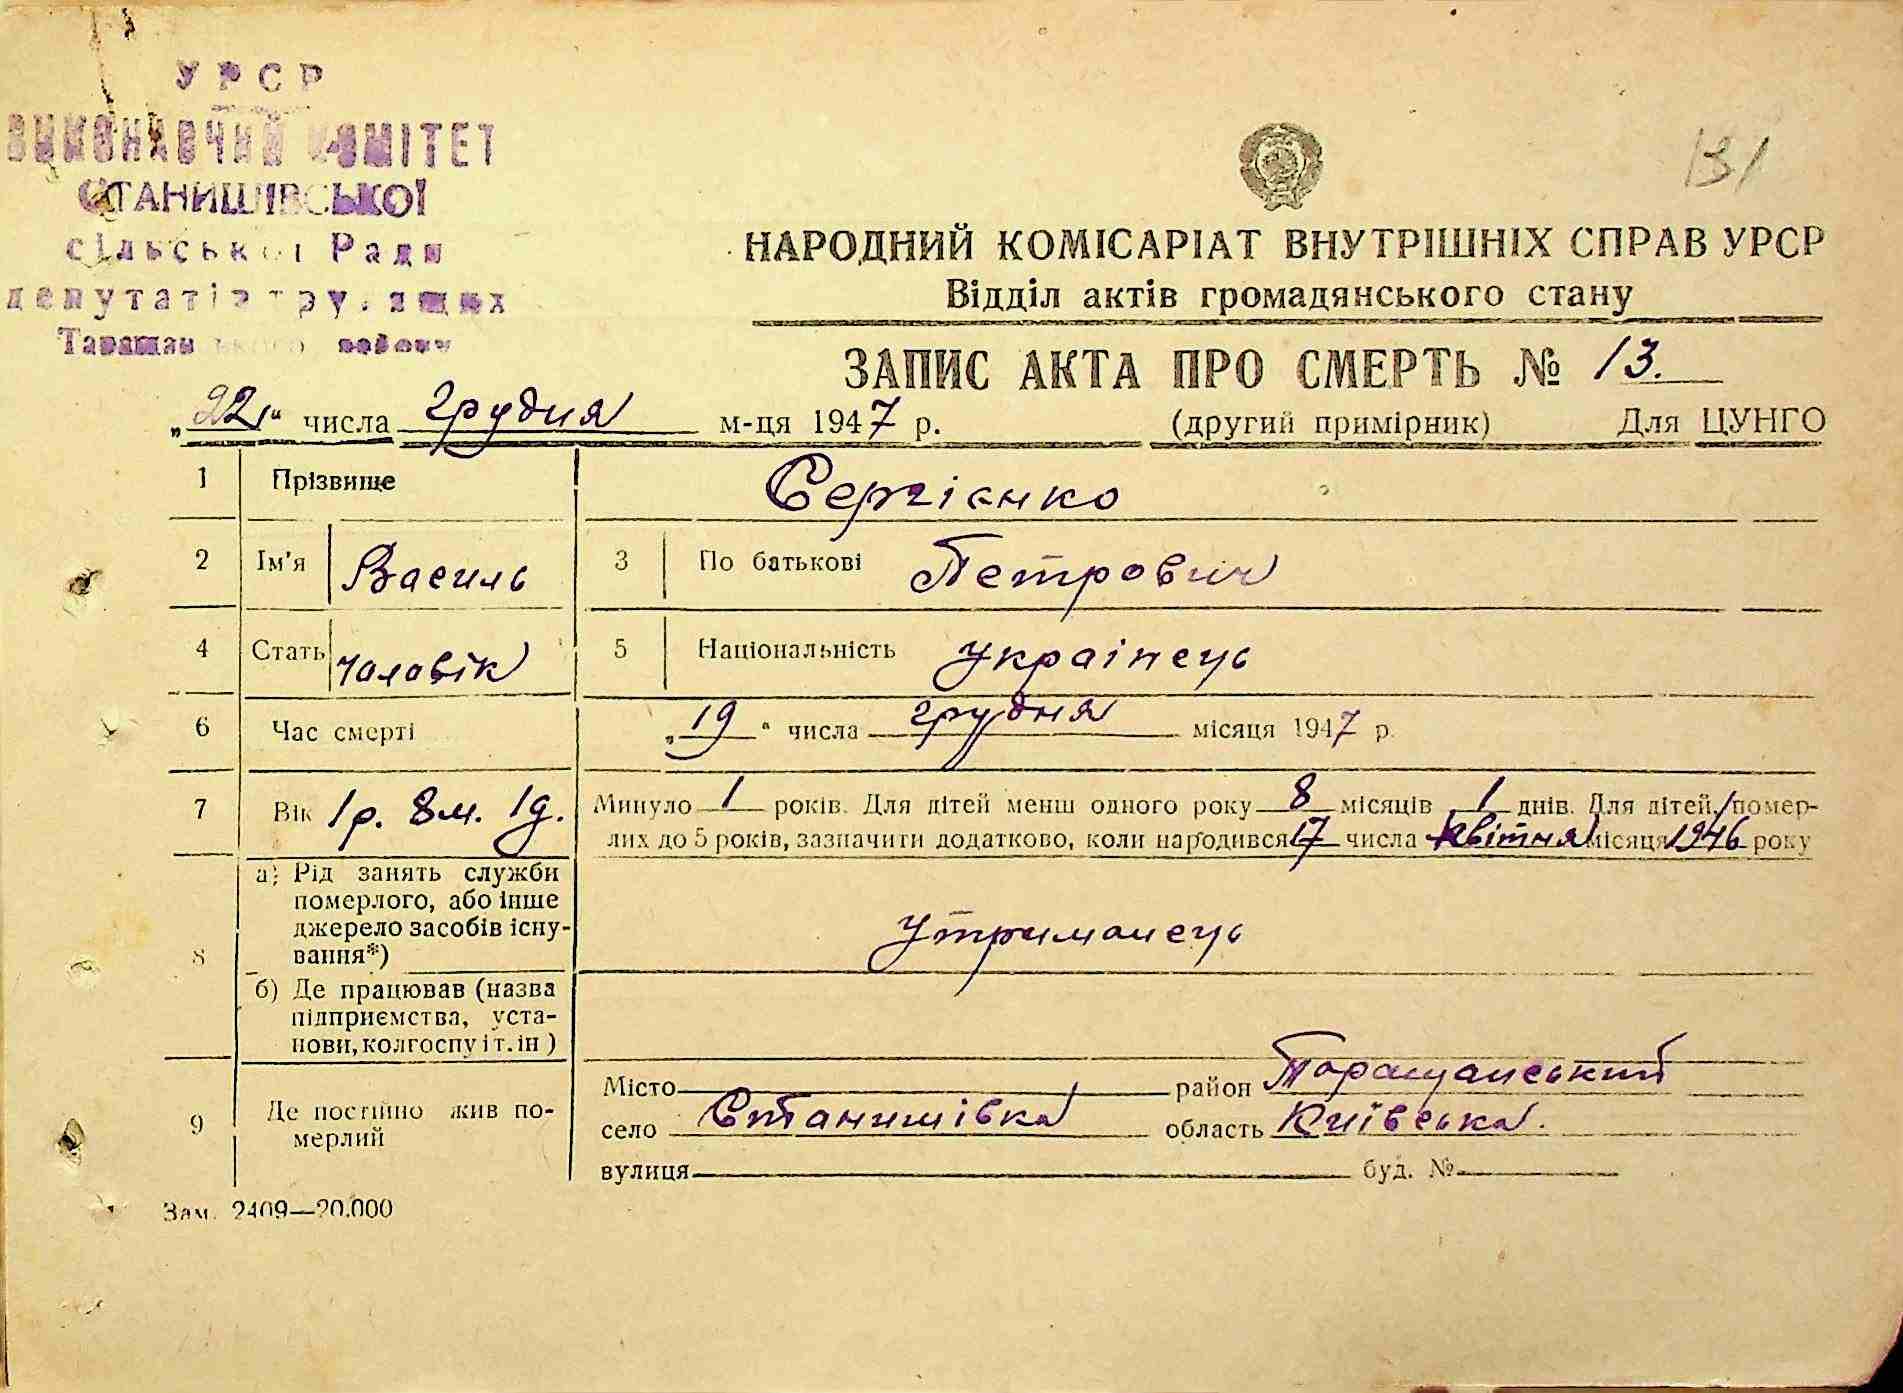 УРСР
ВИКОНАВЧИЙ КОМІТЕТ
СТАНИШІВСЬКОЇ
сільської Ради
депутатів трудящих
Таращанського району
131
НАРОДНИЙ КОМІСАРІАТ ВНУТРІШНІХ СПРАВ УРСР
Відділ актів громадянського стану
ЗАПИС АКТА ПРО СМЕРТЬ № 13.
„22" числа грудня м-ця 1947 р. (другий примірник) Для ЦУНГО
1 Прізвище Сергієнко
2 Ім'я Василь 3 По батькові Петрович
4 Стать чоловік 5 Національність українець
6 Час смерті „19" числа грудня місяця 1947 р.
7 Вік 1р. 8м. 1д. Минуло 1 років. Для дітей менш одного року 8 місяців 1 днів. Для дітей, помер-
лих до 5 років, зазначити додатково, коли народився 17 числа квітня місяця 1946 року
8 а) Рід занять служби
померлого, або інше
джерело засобів існу-
вання*) утриманець
б) Де працював (назва
підприємства, уста-
нови, колгоспу і т. ін )
9 Де постійно жив по-
мерлий
Місто район Таращанський
село Станишівка область Київська.
вулиця буд. №
Зам. 2409—20.000